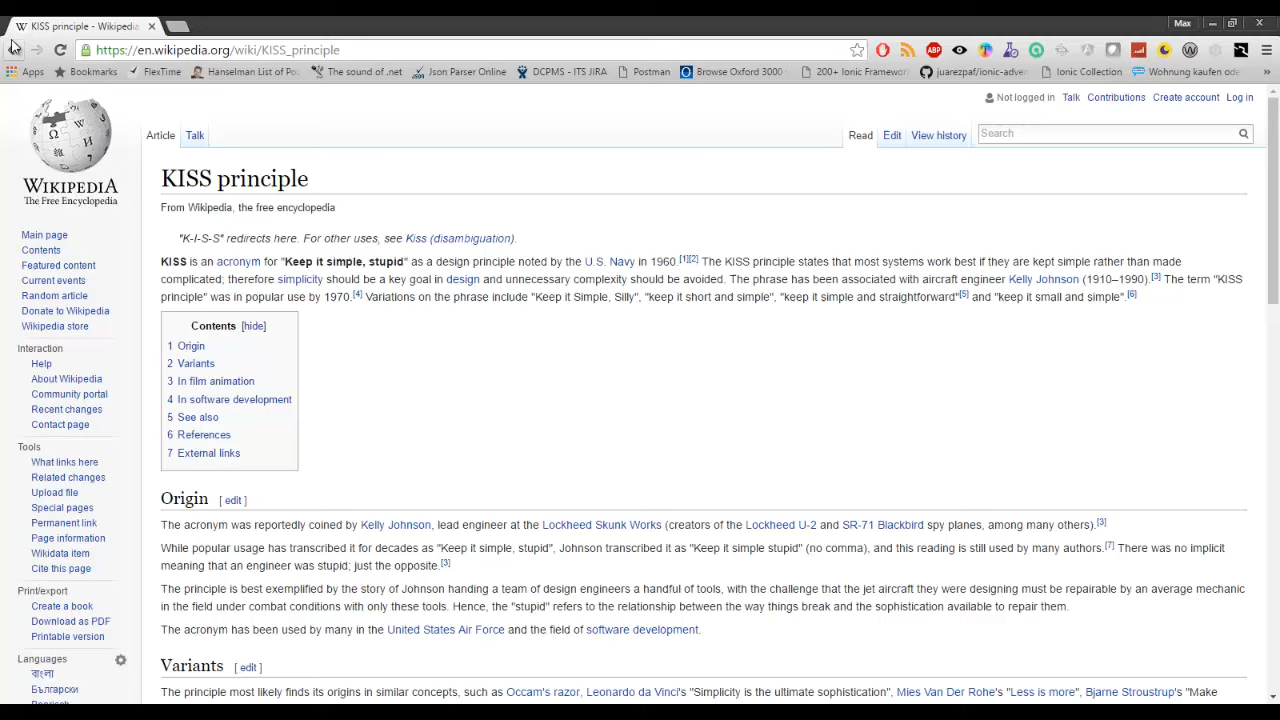 KISS principle - Wikipedia
Max
https://en.wikipedia.org/wiki/KISS_principle
Apps Bookmarks FlexTime Hanselman List of The sound of .net Json Parser Online DCPMS - ITS JIRA Postman Browse Oxford 3000 200+ Ionic Framework juarezpaf/ionic-adve Ionic Collection Wohnung kaufen ode »
Not logged in Talk Contributions Create account Log in
Article Talk Read Edit View history Search
WIKIPEDIA
The Free Encyclopedia
Main page
Contents
Featured content
Current events
Random article
Donate to Wikipedia
Wikipedia store
Interaction
Help
About Wikipedia
Community portal
Recent changes
Contact page
Tools
What links here
Related changes
Upload file
Special pages
Permanent link
Page information
Wikidata item
Cite this page
Print/export
Create a book
Download as PDF
Printable version
Languages
বাংলা
Български
KISS principle
From Wikipedia, the free encyclopedia
"K-I-S-S" redirects here. For other uses, see Kiss (disambiguation).
KISS is an acronym for "Keep it simple, stupid" as a design principle noted by the U.S. Navy in 1960 [1][2] The KISS principle states that most systems work best if they are kept simple rather than made
complicated; therefore simplicity should be a key goal in design and unnecessary complexity should be avoided. The phrase has been associated with aircraft engineer Kelly Johnson (1910–1990).[3] The term "KISS
principle" was in popular use by 1970.[4] Variations on the phrase include "Keep it Simple, Silly", "keep it short and simple", "keep it simple and straightforward"[5] and "keep it small and simple".[6]
Contents [hide]
1 Origin
2 Variants
3 In film animation
4 In software development
5 See also
6 References
7 External links
Origin [ edit ]
The acronym was reportedly coined by Kelly Johnson, lead engineer at the Lockheed Skunk Works (creators of the Lockheed U-2 and SR-71 Blackbird spy planes, among many others).[3]
While popular usage has transcribed it for decades as "Keep it simple, stupid", Johnson transcribed it as "Keep it simple stupid" (no comma), and this reading is still used by many authors.[7] There was no implicit
meaning that an engineer was stupid; just the opposite.[3]
The principle is best exemplified by the story of Johnson handing a team of design engineers a handful of tools, with the challenge that the jet aircraft they were designing must be repairable by an average mechanic
in the field under combat conditions with only these tools. Hence, the "stupid" refers to the relationship between the way things break and the sophistication available to repair them.
The acronym has been used by many in the United States Air Force and the field of software development.
Variants [ edit ]
The principle most likely finds its origins in similar concepts, such as Occam's razor, Leonardo da Vinci's "Simplicity is the ultimate sophistication", Mies Van Der Rohe's "Less is more", Bjarne Stroustrup's "Make